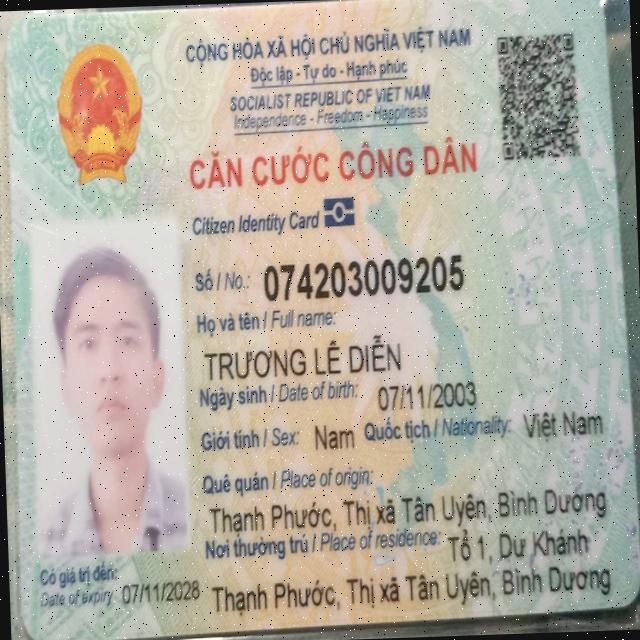 CỘNG HÒA XÃ HỘI CHỦ NGHĨA VIỆT NAM
Độc lập - Tự do - Hạnh phúc
SOCIALIST REPUBLIC OF VIET NAM
Independence - Freedom - Happiness
CĂN CƯỚC CÔNG DÂN
Citizen Identity Card
Số / No.: 074203009205
Họ và tên / Full name:
TRƯƠNG LÊ DIỄN
Ngày sinh / Date of birth: 07/11/2003
Giới tính / Sex: Nam Quốc tịch / Nationality: Việt Nam
Quê quán / Place of origin:
Thạnh Phước, Thị xã Tân Uyên, Bình Dương
Nơi thường trú / Place of residence: Tổ 1, Dư Khánh
Thạnh Phước, Thị xã Tân Uyên, Bình Dương
Có giá trị đến:
Date of expiry 07/11/2028